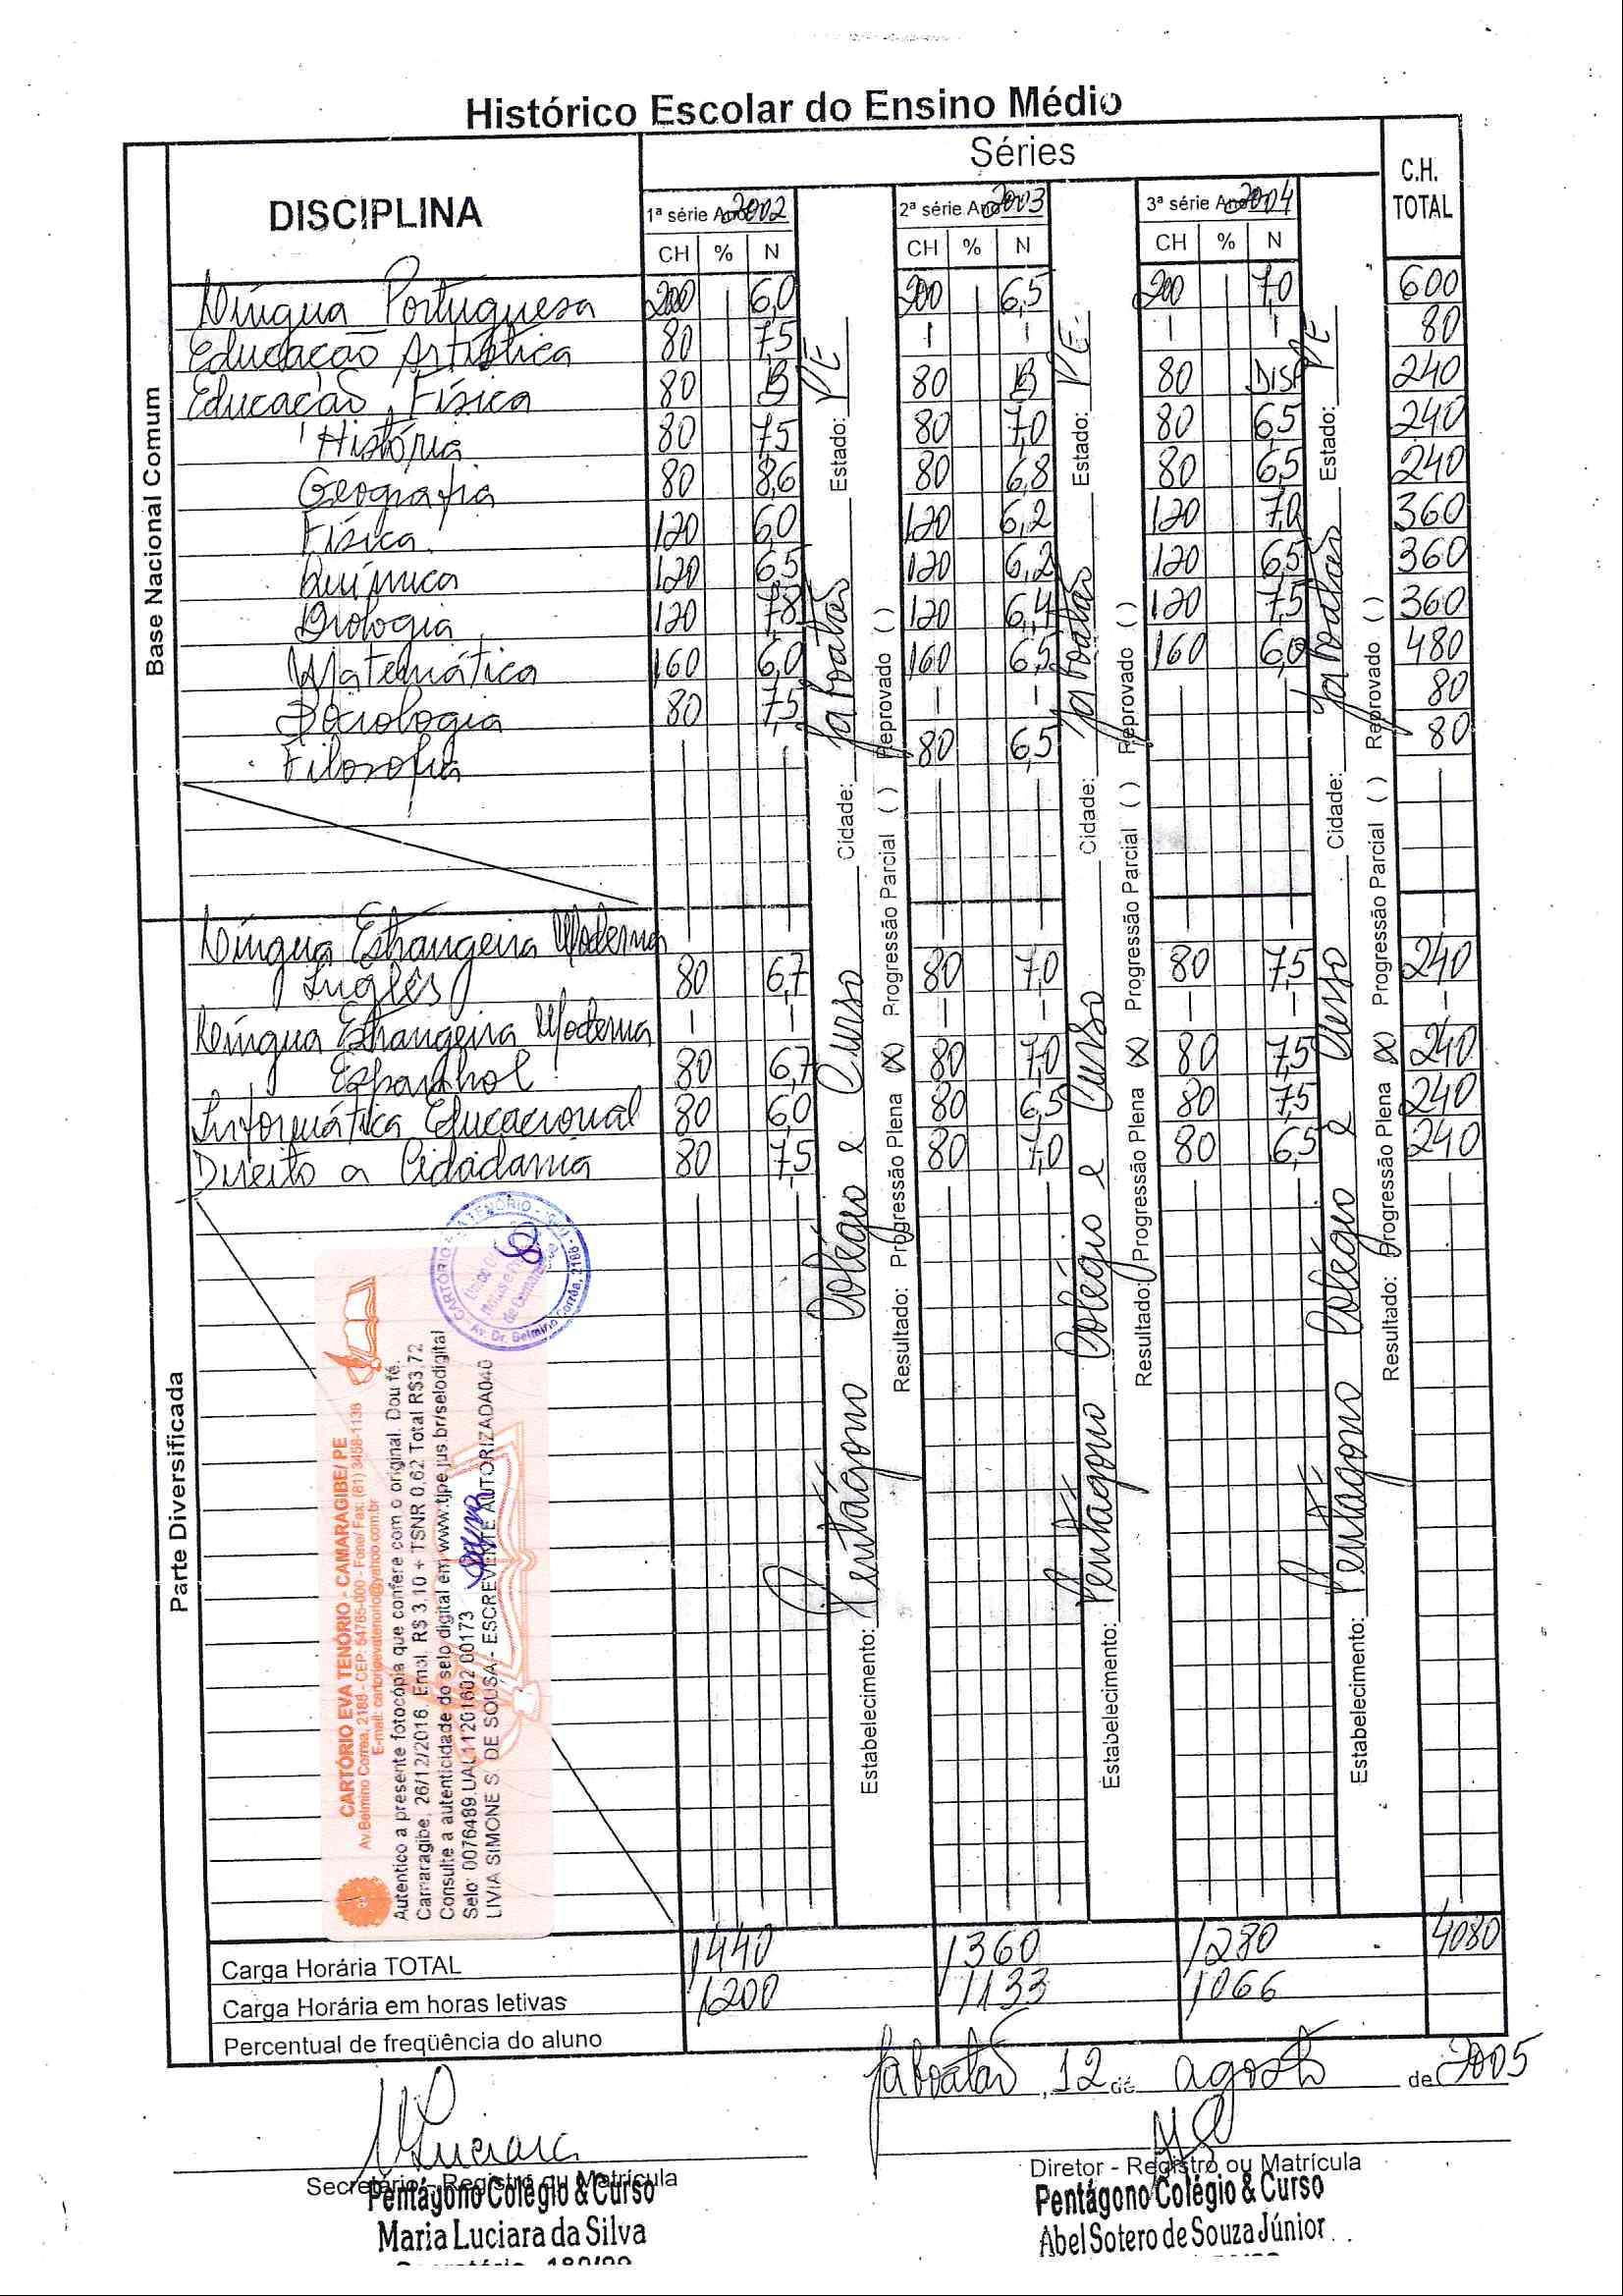 Histórico Escolar do Ensino Médio
DISCIPLINA Séries C.H. TOTAL
1ª série Ano 2002 2ª série Ano 2003 3ª série Ano 2004
CH % N CH % N CH % N
Base Nacional Comum
Língua Portuguesa 200 6,0 200 6,5 200 7,0 600
Educação Artística 80 7,5 - - - - 80
Educação Física 80 B 80 B 80 DISP 240
História 80 7,5 80 7,0 80 6,5 240
Geografia 80 8,6 80 6,8 80 6,5 240
Física 120 6,0 120 6,2 120 7,0 360
Química 120 6,5 120 6,2 120 6,5 360
Biologia 120 7,8 120 6,4 120 7,5 360
Matemática 160 6,0 160 6,5 160 6,0 480
Sociologia 80 7,5 - - 80
Filosofia 80 6,5 80
Parte Diversificada
Língua Estrangeira Moderna
Inglês 80 6,7 80 7,0 80 7,5 240
Língua Estrangeira Moderna - - - - - - -
Espanhol 80 6,7 80 7,0 80 7,5 240
Informática Educacional 80 6,0 80 6,5 80 7,5 240
Direito a Cidadania 80 7,5 80 7,0 80 6,5 240
Estabelecimento: Pentágono Colégio e Curso Cidade: Jaboatão Estado: PE
Resultado: Progressão Plena (X) Progressão Parcial ( ) Reprovado ( )
Estabelecimento: Pentágono Colégio e Curso Cidade: Jaboatão Estado: PE.
Resultado: Progressão Plena (X) Progressão Parcial ( ) Reprovado ( )
Estabelecimento: Pentágono Colégio e Curso Cidade: Jaboatão Estado: PE
Resultado: Progressão Plena (X) Progressão Parcial ( ) Reprovado ( )
CARTÓRIO EVA TENÓRIO - CAMARAGIBE/ PE
Av.Belmino Correa, 2186 - CEP: 54765-000 - Fone/ Fax: (81) 3458-1138
E-mail: cartorioevatenorio@yahoo.com.br
Autentico a presente fotocópia que confere com o original. Dou fé.
Camaragibe, 26/12/2016. Emol. R$ 3,10 + TSNR 0,62 Total R$3,72
Consulte a autenticidade do selo digital em www.tjpe.jus.br/selodigital
Selo: 0076489.UAL11201602.00173
LIVIA SIMONE S. DE SOUSA - ESCREVENTE AUTORIZADA040
Av. Dr. Belmino Corrêa, 2186
Carga Horária TOTAL 1440 1360 1280 4080
Carga Horária em horas letivas 1200 1133 1066
Percentual de freqüência do aluno
Jaboatão, 12 de agosto de 2005
Luciara
Secretário - Registro ou Matrícula
Pentágono Colégio & Curso
Maria Luciara da Silva
Diretor - Registro ou Matrícula
Pentágono Colégio & Curso
Abel Sotero de Souza Júnior